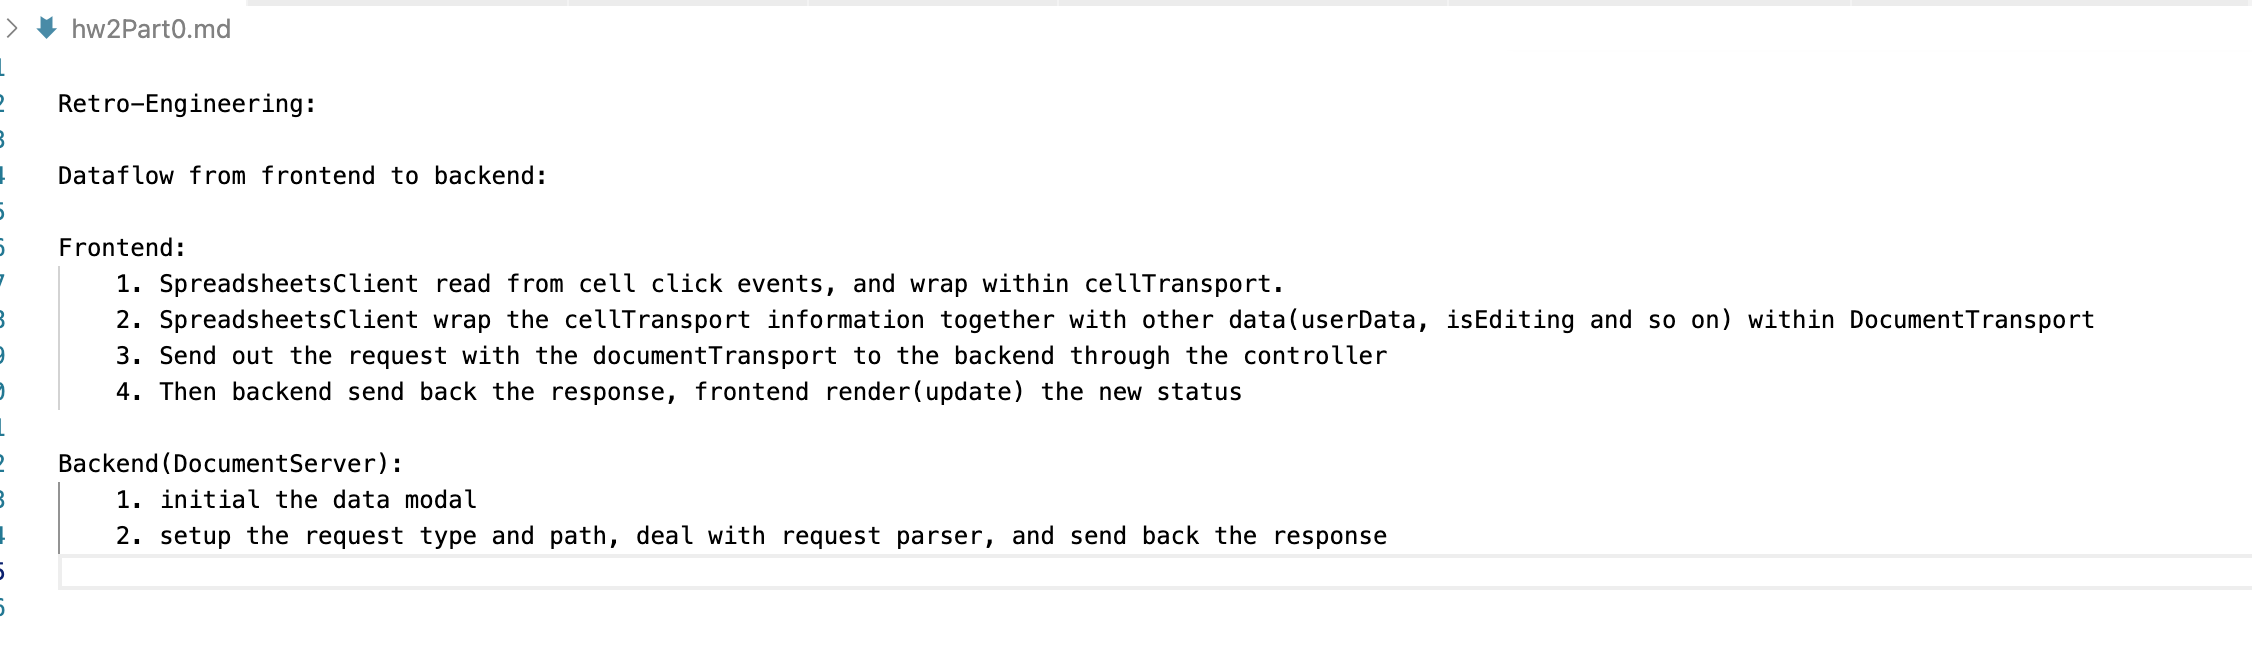 hw2Part0.md
Retro-Engineering:
Dataflow from frontend to backend:
Frontend:
1. SpreadsheetsClient read from cell click events, and wrap within cellTransport.
2. SpreadsheetsClient wrap the cellTransport information together with other data(userData, isEditing and so on) within DocumentTransport
3. Send out the request with the documentTransport to the backend through the controller
4. Then backend send back the response, frontend render(update) the new status
Backend(DocumentServer):
1. initial the data modal
2. setup the request type and path, deal with request parser, and send back the response